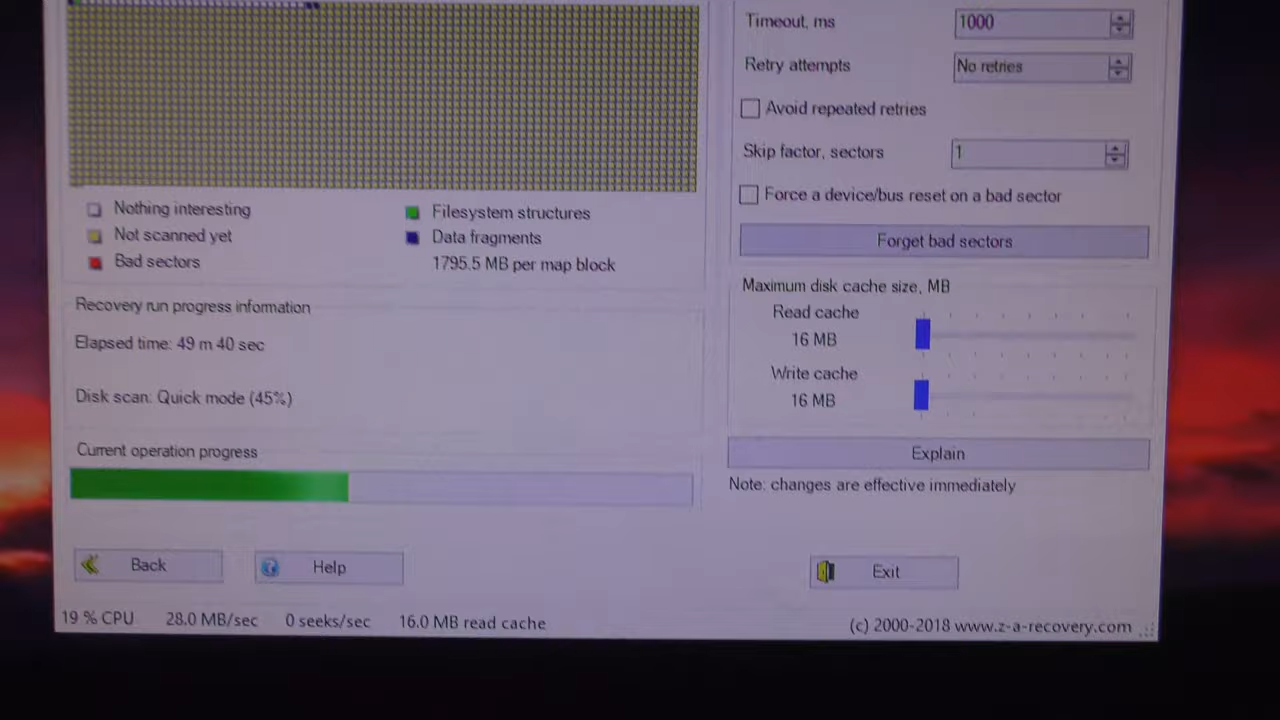 Timeout, ms
1000
Retry attempts
No retries
Avoid repeated retries
Skip factor, sectors
1
Force a device/bus reset on a bad sector
Forget bad sectors
Nothing interesting
Filesystem structures
Not scanned yet
Data fragments
Bad sectors
1795.5 MB per map block
Maximum disk cache size, MB
Read cache
16 MB
Write cache
16 MB
Recovery run progress information
Elapsed time: 49 m 40 sec
Disk scan: Quick mode (45%)
Current operation progress
Explain
Note: changes are effective immediately
Back
Help
Exit
19 % CPU 28.0 MB/sec 0 seeks/sec 16.0 MB read cache
(c) 2000-2018 www.z-a-recovery.com